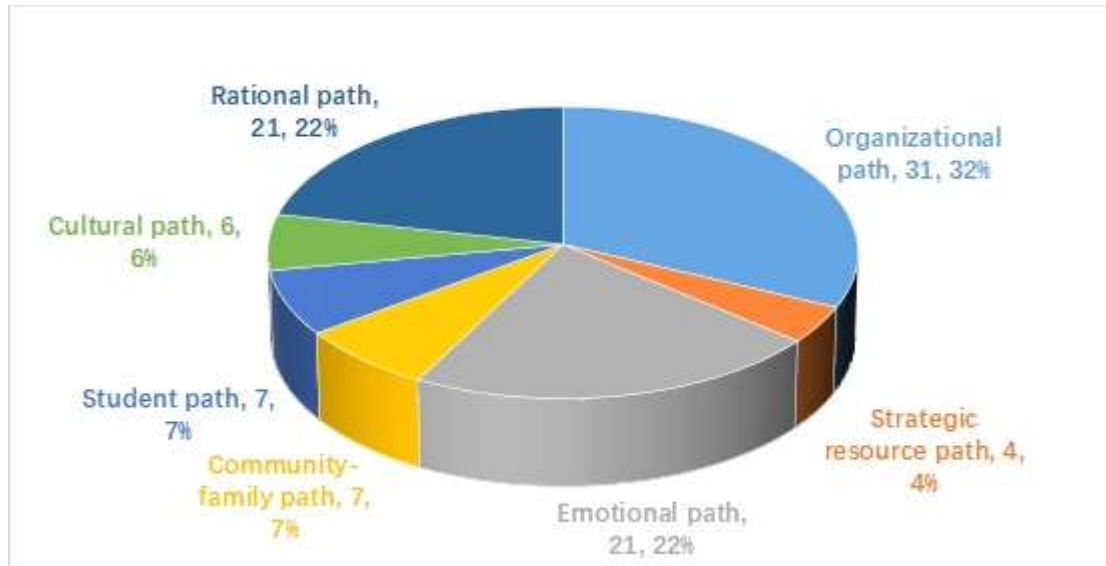 Rational path,
21, 22%
Organizational
path, 31, 32%
Cultural path, 6,
6%
Student path, 7,
7%
Community-
family path, 7,
7%
Strategic
resource path, 4,
4%
Emotional path,
21, 22%